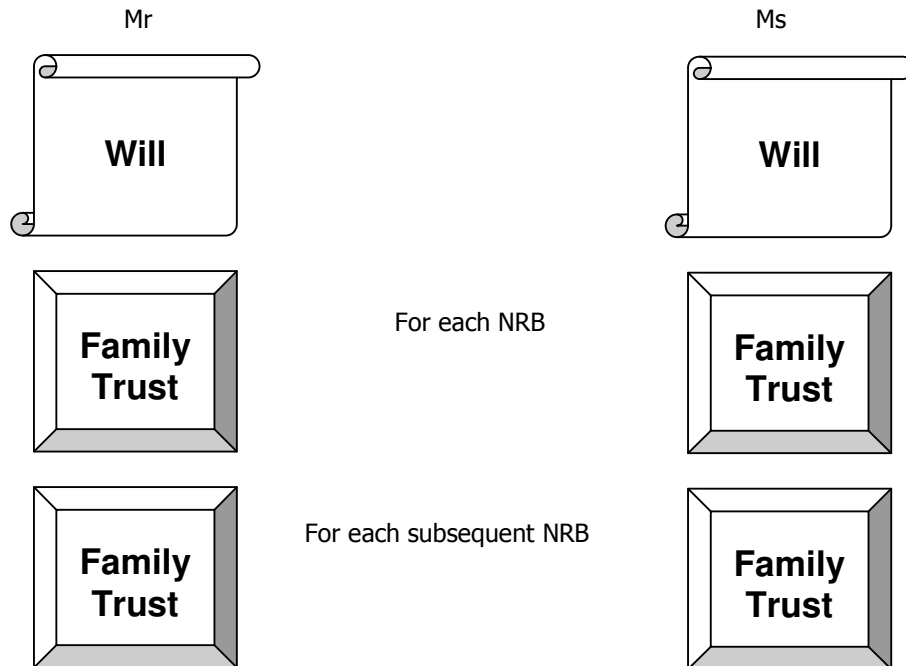 Mr Ms
Will Will
Family Trust
For each NRB
Family Trust
Family Trust
For each subsequent NRB
Family Trust